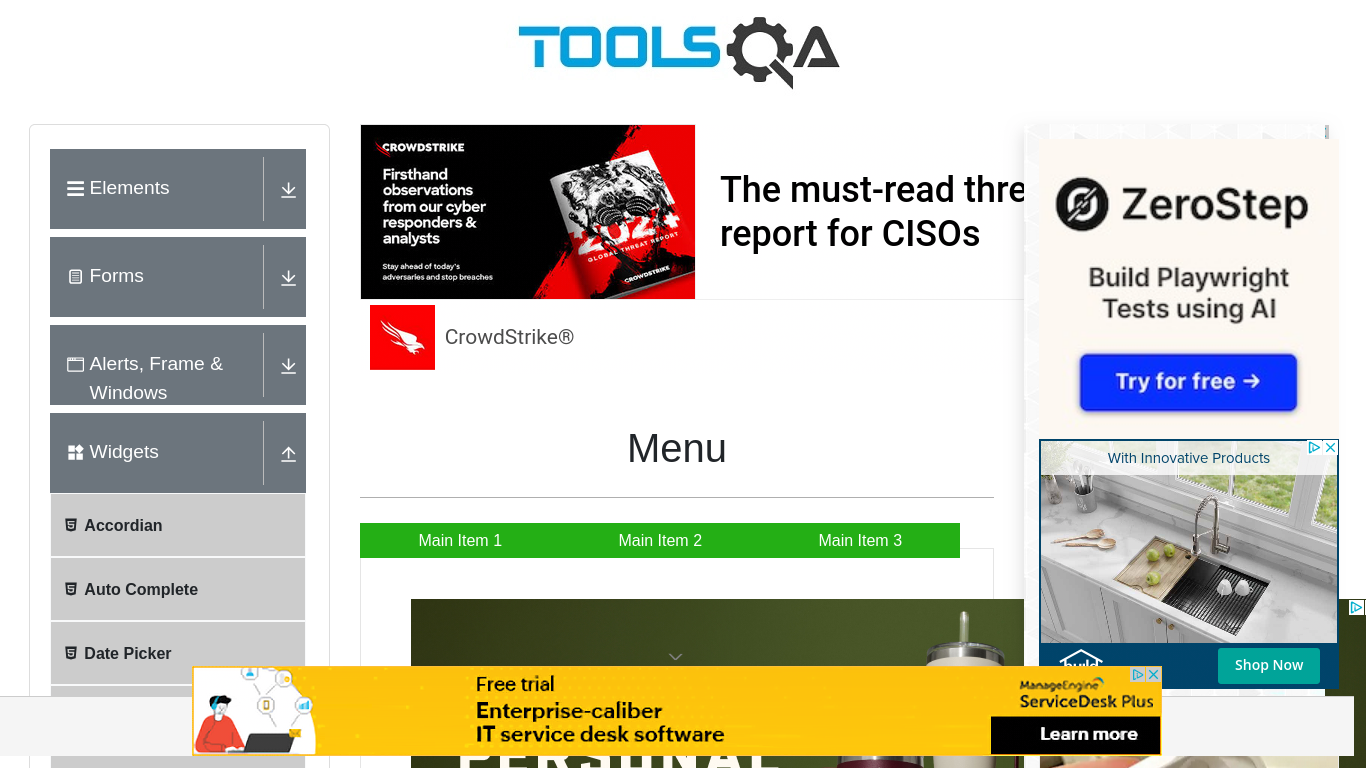 TOOLSQA
Elements
Forms
Alerts, Frame &
Windows
Widgets
Accordian
Auto Complete
Date Picker
CROWDSTRIKE
Firsthand
observations
from our cyber
responders &
analysts
Stay ahead of today's
adversaries and stop breaches
2024
GLOBAL THREAT REPORT
CROWDSTRIKE
The must-read thre
report for CISOs
CrowdStrike®
Menu
Main Item 1
Main Item 2
Main Item 3
ZeroStep
Build Playwright
Tests using AI
Try for free →
With Innovative Products
build
Shop Now
Free trial
Enterprise-caliber
IT service desk software
ManageEngine
ServiceDesk Plus
Learn more
PERSONAL